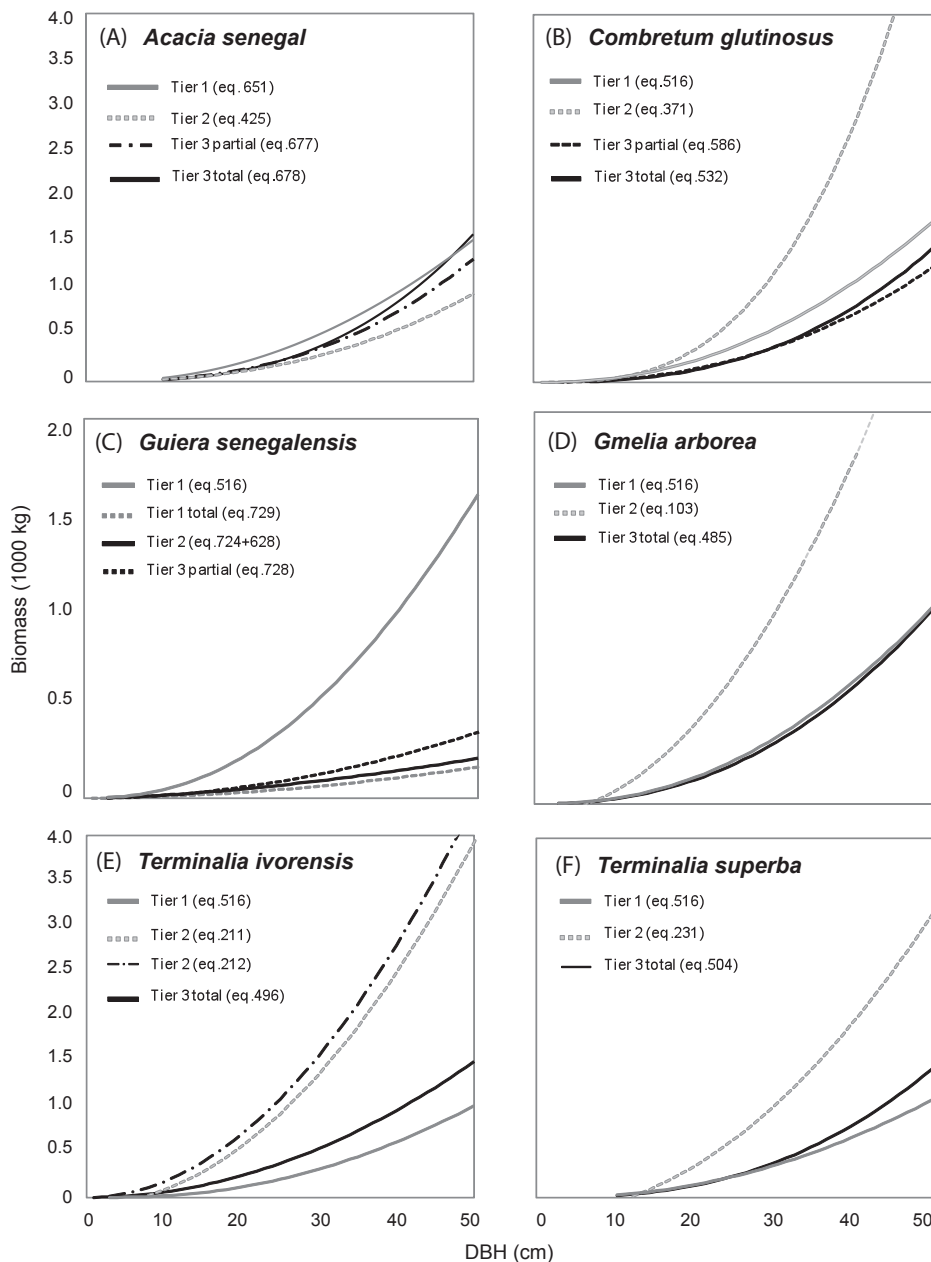 4.0
3.5
3.0
2.5
2.0
1.5
1.0
0.5
0
(A) Acacia senegal
Tier 1 (eq.651)
Tier 2 (eq.425)
Tier 3 partial (eq.677)
Tier 3 total (eq.678)
(B) Combretum glutinosus
Tier 1 (eq.516)
Tier 2 (eq.371)
Tier 3 partial (eq.586)
Tier 3 total (eq.532)
Biomass (1000 kg)
2.0
1.5
1.0
0.5
0
(C) Guiera senegalensis
Tier 1 (eq.516)
Tier 1 total (eq.729)
Tier 2 (eq.724+628)
Tier 3 partial (eq.728)
(D) Gmelia arborea
Tier 1 (eq.516)
Tier 2 (eq.103)
Tier 3 total (eq.485)
4.0
3.5
3.0
2.5
2.0
1.5
1.0
0.5
0
(E) Terminalia ivorensis
Tier 1 (eq.516)
Tier 2 (eq.211)
Tier 2 (eq.212)
Tier 3 total (eq.496)
(F) Terminalia superba
Tier 1 (eq.516)
Tier 2 (eq.231)
Tier 3 total (eq.504)
0 10 20 30 40 50
0 10 20 30 40 50
DBH (cm)